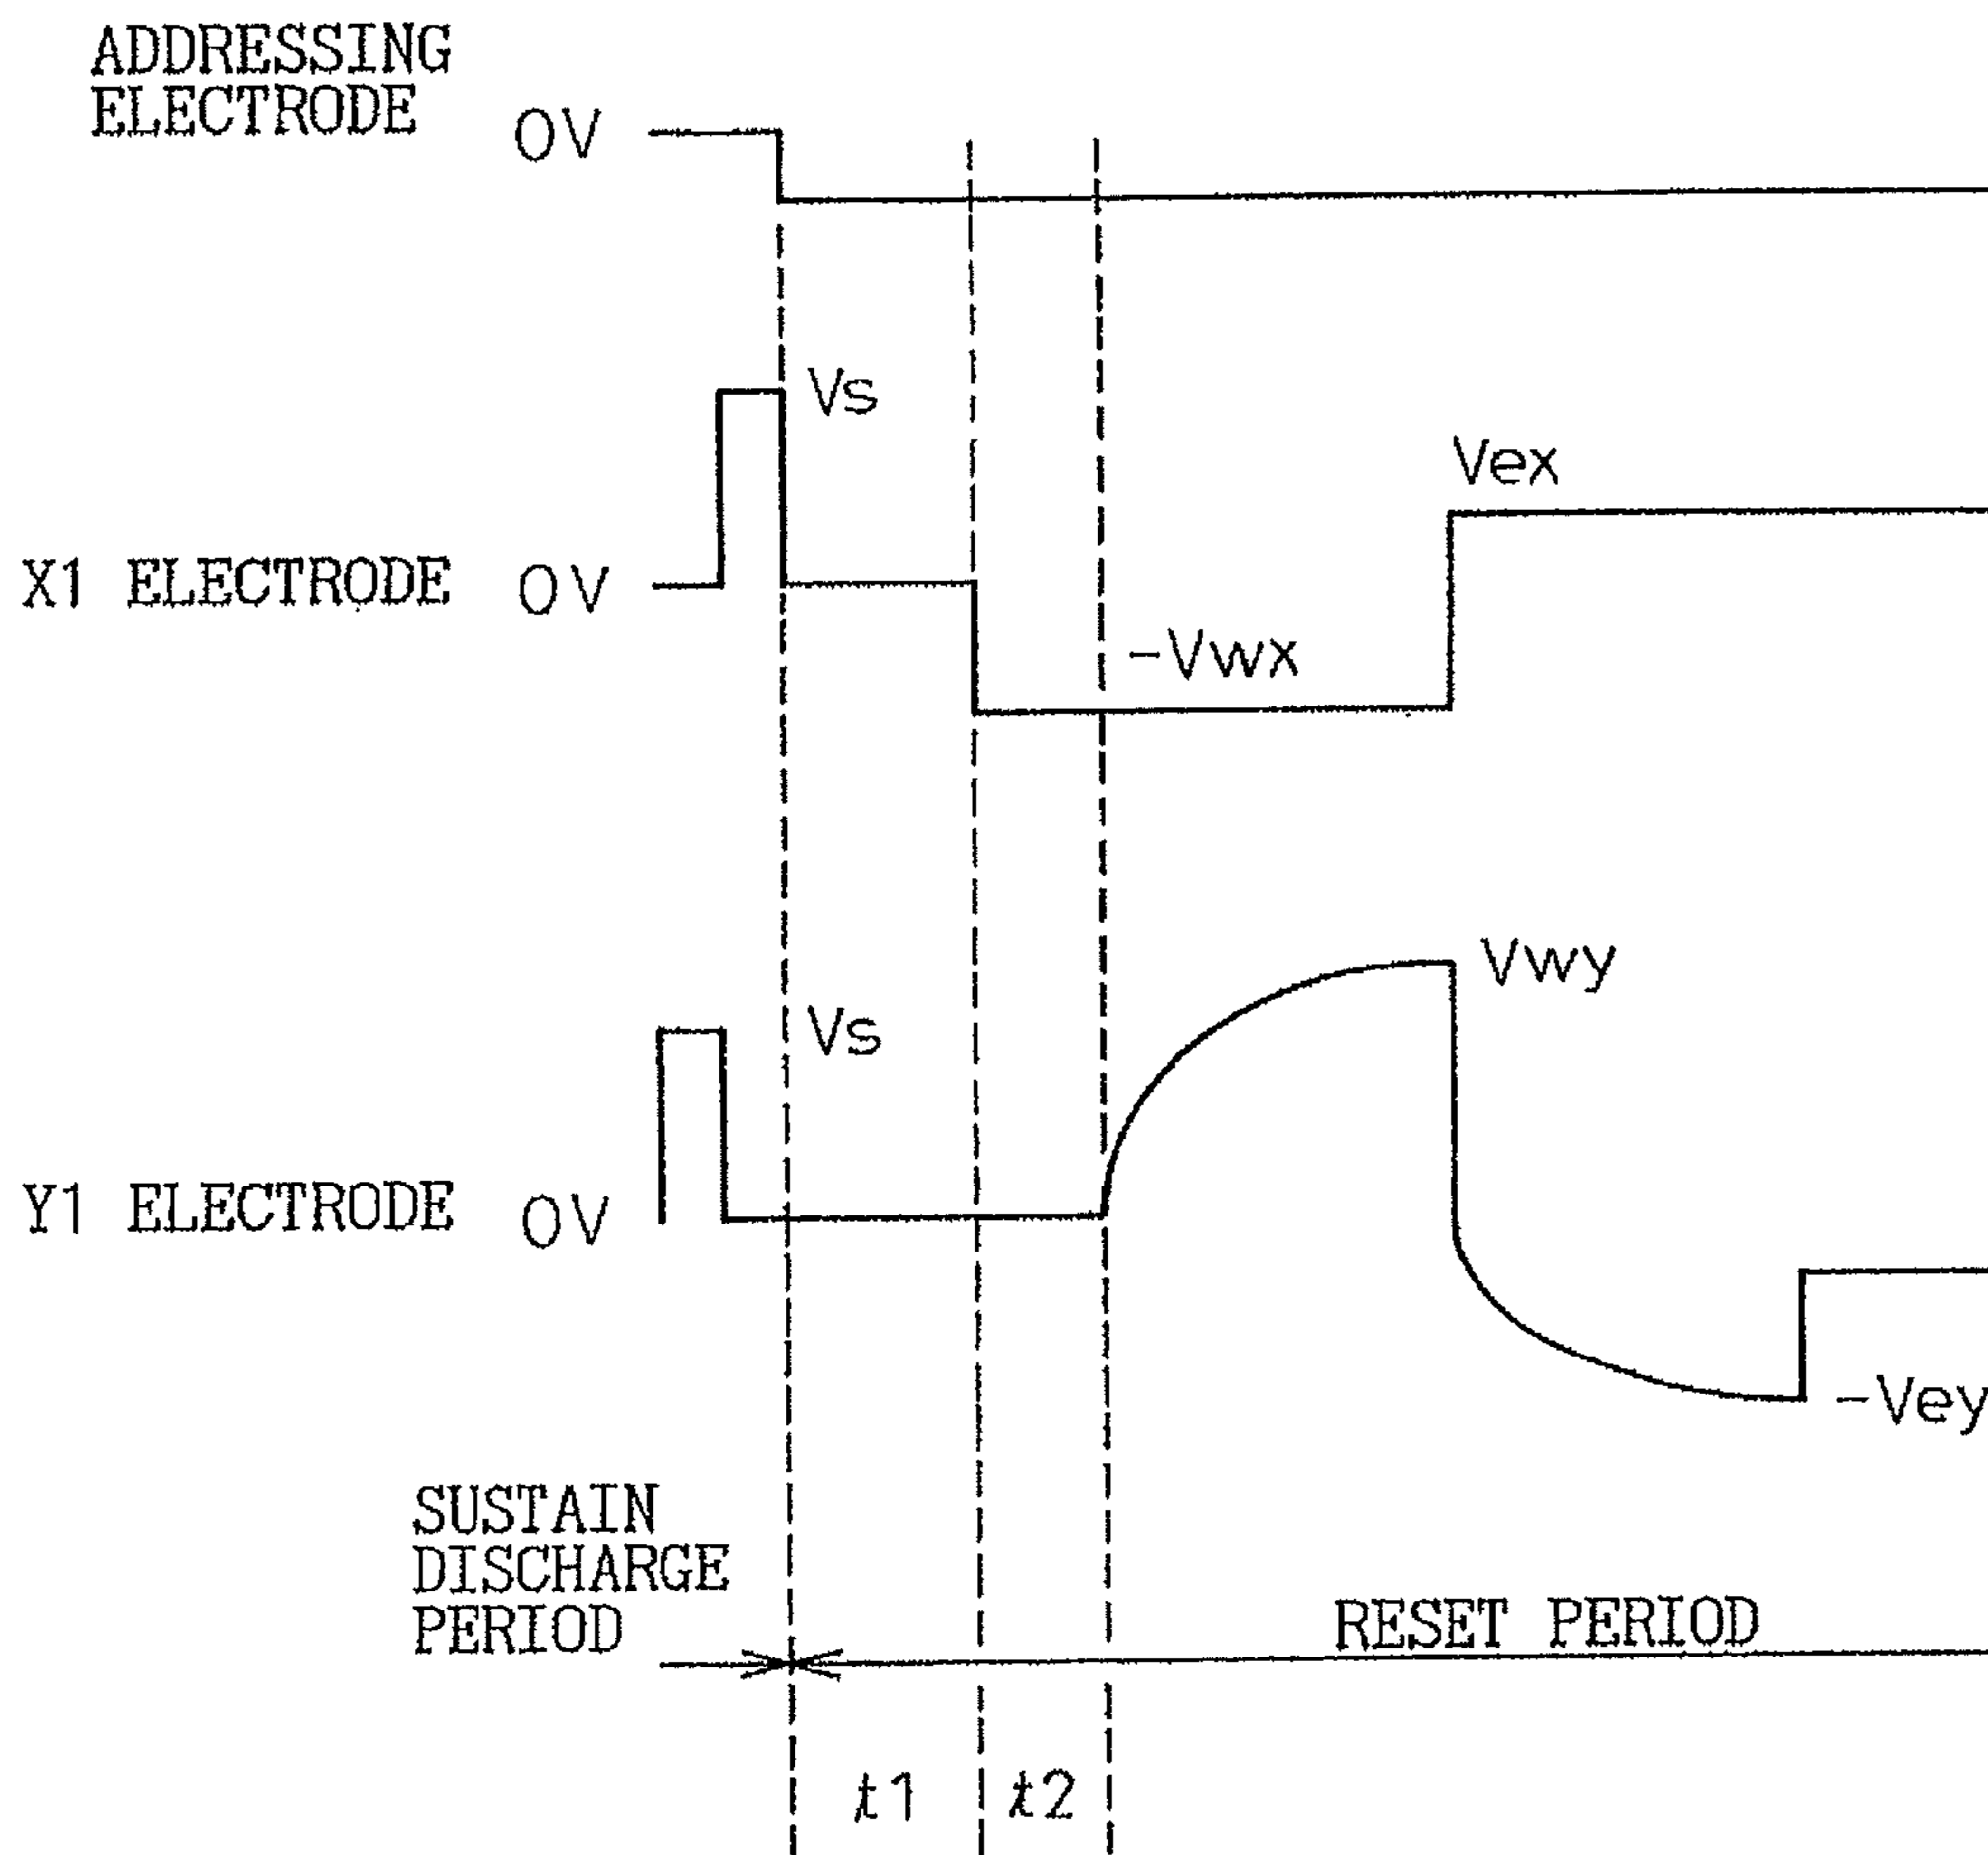 ADDRESSING
ELECTRODE
0V
Vs
Vex
X1 ELECTRODE
0V
-Vwx
Vwy
Vs
Y1 ELECTRODE
0V
-Vey
SUSTAIN
DISCHARGE
PERIOD
RESET PERIOD
t1
t2